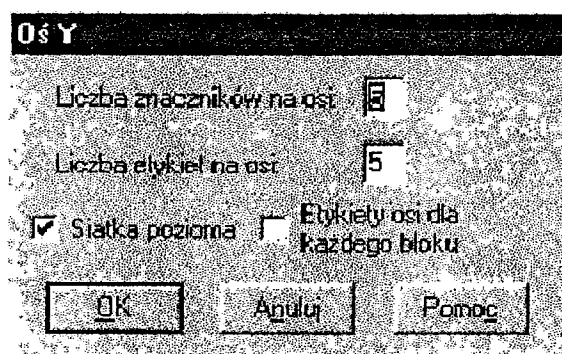 Oś Y
Liczba znaczników na osi:
Liczba etykiet na osi: 5
Siatka pozioma
Etykiety osi dla
każdego bloku
OK Anuluj Pomoc